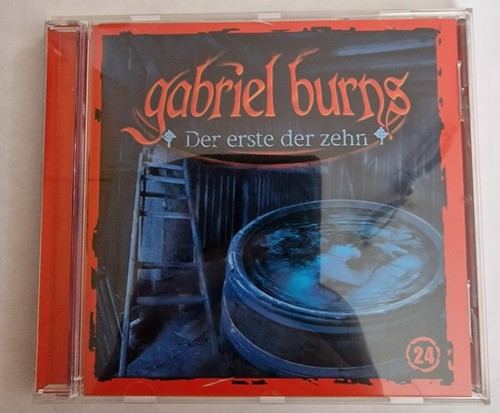 gabriel burns
Der erste der zehn
24